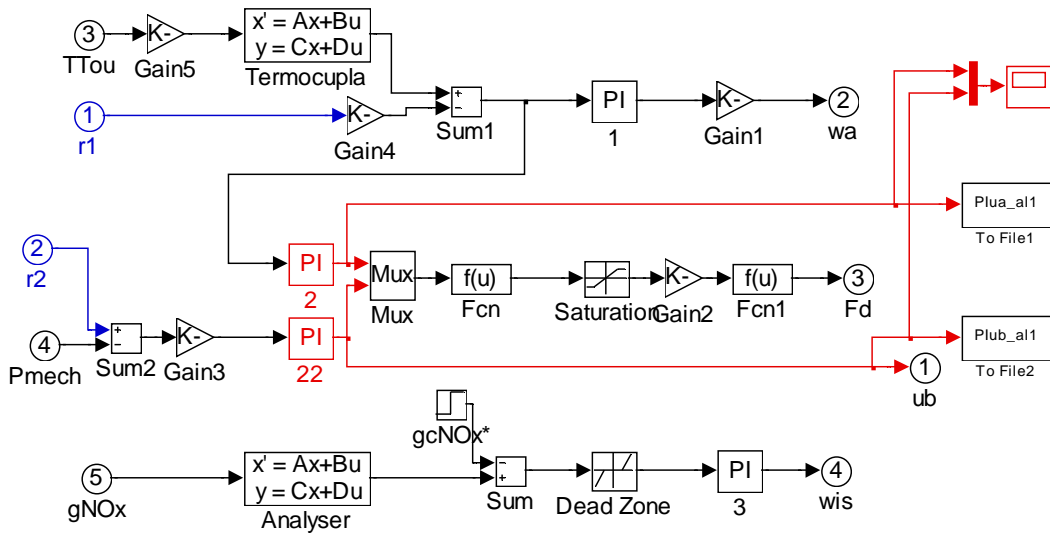 3
TTou
K-
Gain5
x' = Ax+Bu
y = Cx+Du
Termocupla
1
r1
K-
Gain4
+
−
Sum1
PI
1
K-
Gain1
2
wa
PIua_al1
To File1
2
r2
4
Pmech
+
−
Sum2
K-
Gain3
PI
2
PI
22
Mux
Mux
f(u)
Fcn
Saturation
K-
Gain2
f(u)
Fcn1
3
Fd
PIub_al1
To File2
1
ub
gcNOx*
5
gNOx
x' = Ax+Bu
y = Cx+Du
Analyser
−
+
Sum
Dead Zone
PI
3
4
wis